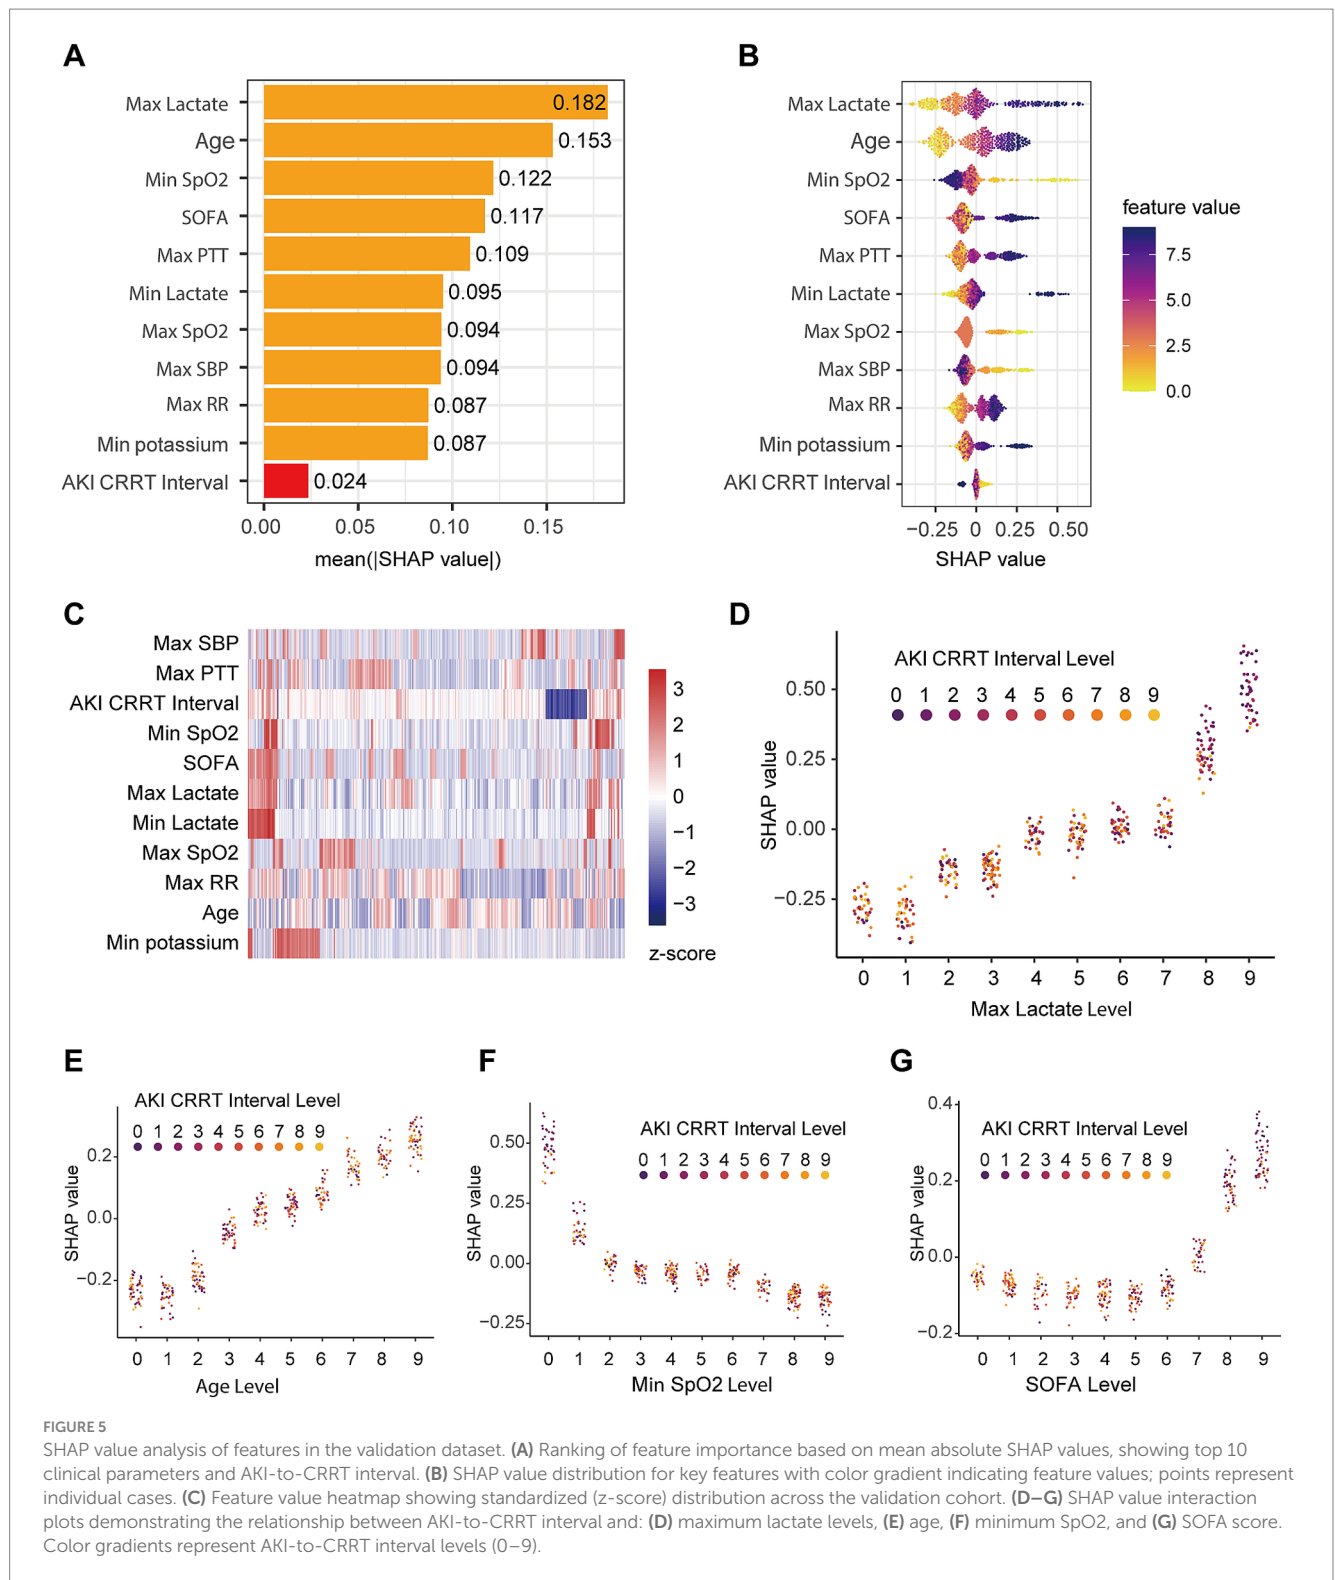 A
Max Lactate
0.182
Age
0.153
Min SpO2
0.122
SOFA
0.117
Max PTT
0.109
Min Lactate
0.095
Max SpO2
0.094
Max SBP
0.094
Max RR
0.087
Min potassium
0.087
AKI CRRT Interval
0.024
0.00 0.05 0.10 0.15
mean(|SHAP value|)
B
Max Lactate
Age
Min SpO2
SOFA
Max PTT
Min Lactate
Max SpO2
Max SBP
Max RR
Min potassium
AKI CRRT Interval
−0.25 0 0.25 0.50
SHAP value
feature value
7.5
5.0
2.5
0.0
C
Max SBP
Max PTT
AKI CRRT Interval
Min SpO2
SOFA
Max Lactate
Min Lactate
Max SpO2
Max RR
Age
Min potassium
3
2
1
0
−1
−2
−3
z-score
D
AKI CRRT Interval Level
0 1 2 3 4 5 6 7 8 9
SHAP value
0.50
0.25
0.00
−0.25
0 1 2 3 4 5 6 7 8 9
Max Lactate Level
E
AKI CRRT Interval Level
0 1 2 3 4 5 6 7 8 9
SHAP value
0.2
0.0
−0.2
0 1 2 3 4 5 6 7 8 9
Age Level
F
AKI CRRT Interval Level
0 1 2 3 4 5 6 7 8 9
SHAP value
0.50
0.25
0.00
−0.25
0 1 2 3 4 5 6 7 8 9
Min SpO2 Level
G
AKI CRRT Interval Level
0 1 2 3 4 5 6 7 8 9
SHAP value
0.4
0.2
0.0
−0.2
0 1 2 3 4 5 6 7 8 9
SOFA Level
FIGURE 5
SHAP value analysis of features in the validation dataset. (A) Ranking of feature importance based on mean absolute SHAP values, showing top 10
clinical parameters and AKI-to-CRRT interval. (B) SHAP value distribution for key features with color gradient indicating feature values; points represent
individual cases. (C) Feature value heatmap showing standardized (z-score) distribution across the validation cohort. (D–G) SHAP value interaction
plots demonstrating the relationship between AKI-to-CRRT interval and: (D) maximum lactate levels, (E) age, (F) minimum SpO2, and (G) SOFA score.
Color gradients represent AKI-to-CRRT interval levels (0–9).